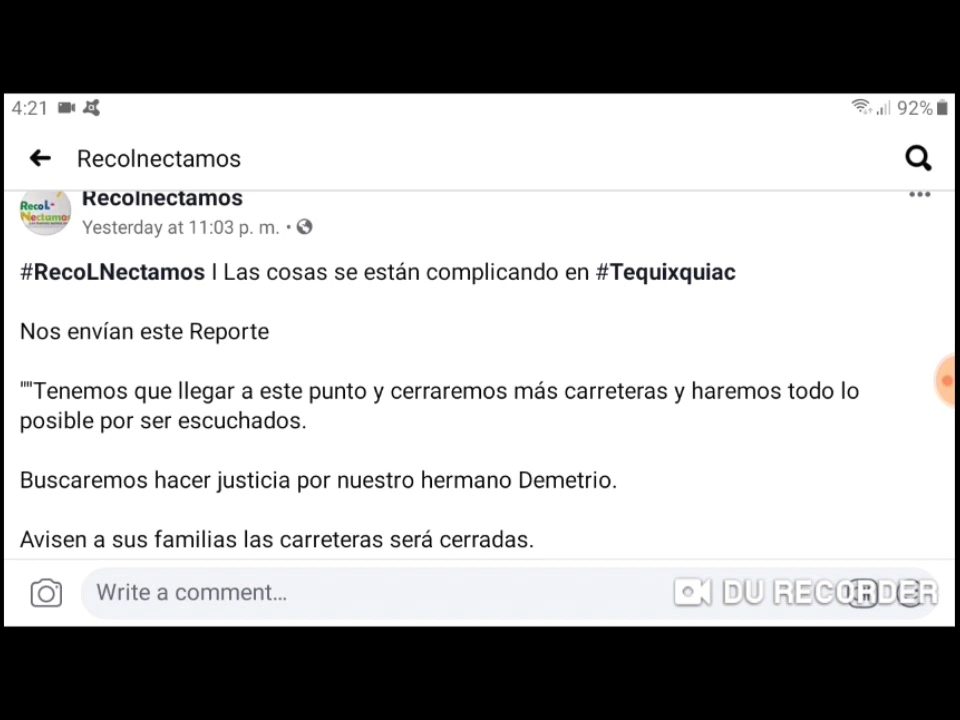 4:21
92%
Recolnectamos
RecoL-
Nectamos
Recolnectamos
Yesterday at 11:03 p. m. •
#RecoLNectamos I Las cosas se están complicando en #Tequixquiac
Nos envían este Reporte
""Tenemos que llegar a este punto y cerraremos más carreteras y haremos todo lo
posible por ser escuchados.
Buscaremos hacer justicia por nuestro hermano Demetrio.
Avisen a sus familias las carreteras será cerradas.
Write a comment...
DU RECORDER